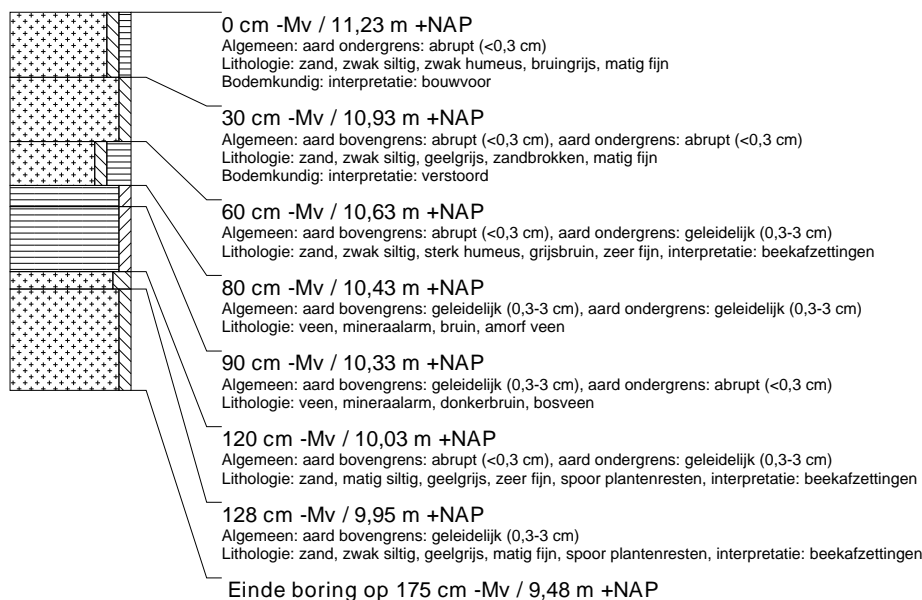 0 cm -Mv / 11,23 m +NAP
Algemeen: aard ondergrens: abrupt (<0,3 cm)
Lithologie: zand, zwak siltig, zwak humeus, bruingrijs, matig fijn
Bodemkundig: interpretatie: bouwvoor
30 cm -Mv / 10,93 m +NAP
Algemeen: aard bovengrens: abrupt (<0,3 cm), aard ondergrens: abrupt (<0,3 cm)
Lithologie: zand, zwak siltig, geelgrijs, zandbrokken, matig fijn
Bodemkundig: interpretatie: verstoord
60 cm -Mv / 10,63 m +NAP
Algemeen: aard bovengrens: abrupt (<0,3 cm), aard ondergrens: geleidelijk (0,3-3 cm)
Lithologie: zand, zwak siltig, sterk humeus, grijsbruin, zeer fijn, interpretatie: beekafzettingen
80 cm -Mv / 10,43 m +NAP
Algemeen: aard bovengrens: geleidelijk (0,3-3 cm), aard ondergrens: geleidelijk (0,3-3 cm)
Lithologie: veen, mineraalarm, bruin, amorf veen
90 cm -Mv / 10,33 m +NAP
Algemeen: aard bovengrens: geleidelijk (0,3-3 cm), aard ondergrens: abrupt (<0,3 cm)
Lithologie: veen, mineraalarm, donkerbruin, bosveen
120 cm -Mv / 10,03 m +NAP
Algemeen: aard bovengrens: abrupt (<0,3 cm), aard ondergrens: geleidelijk (0,3-3 cm)
Lithologie: zand, matig siltig, geelgrijs, zeer fijn, spoor plantenresten, interpretatie: beekafzettingen
128 cm -Mv / 9,95 m +NAP
Algemeen: aard bovengrens: geleidelijk (0,3-3 cm)
Lithologie: zand, zwak siltig, geelgrijs, matig fijn, spoor plantenresten, interpretatie: beekafzettingen
Einde boring op 175 cm -Mv / 9,48 m +NAP